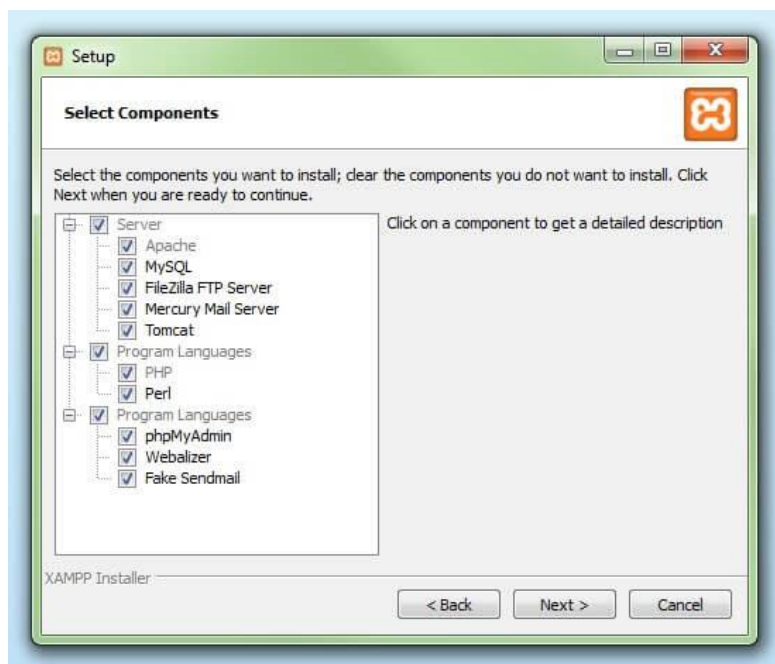 Setup
Select Components
Select the components you want to install; clear the components you do not want to install. Click
Next when you are ready to continue.
Server
Apache
MySQL
FileZilla FTP Server
Mercury Mail Server
Tomcat
Program Languages
PHP
Perl
Program Languages
phpMyAdmin
Webalizer
Fake Sendmail
Click on a component to get a detailed description
XAMPP Installer
< Back
Next >
Cancel